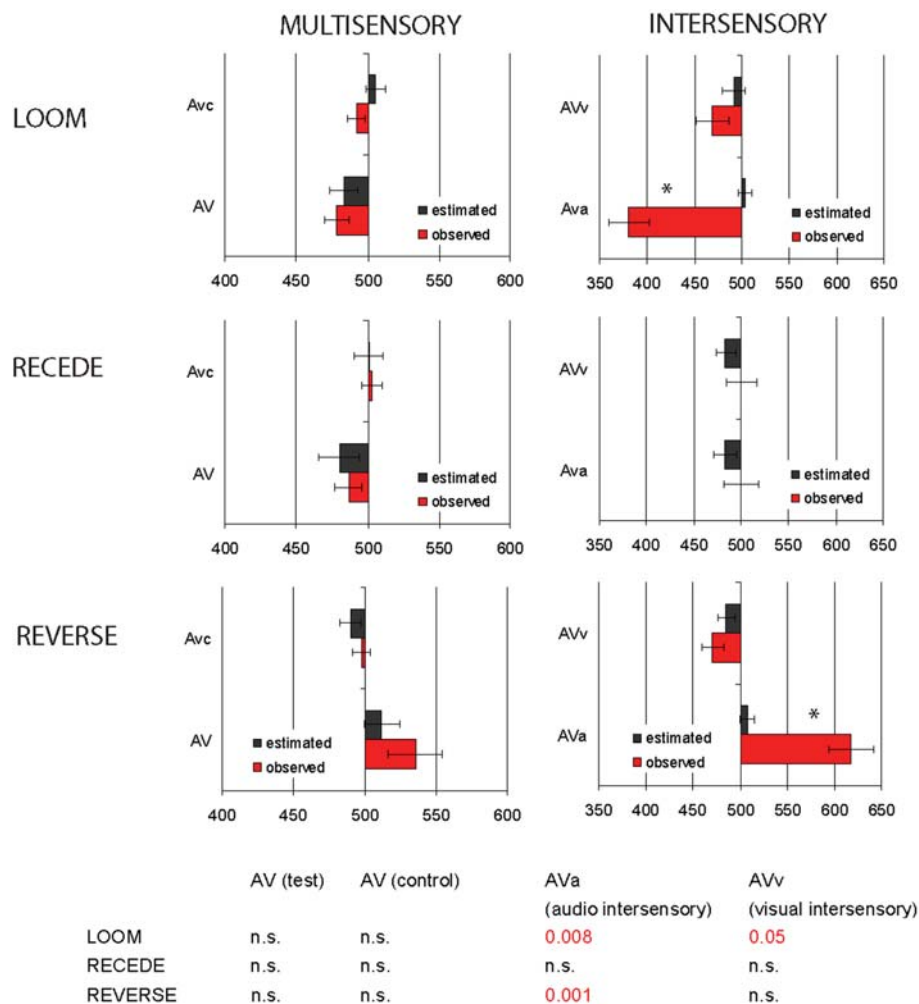 MULTISENSORY
INTERSENSORY
LOOM
Avc
AV
estimated
observed
400 450 500 550 600
AVv
Ava
*
estimated
observed
350 400 450 500 550 600 650
RECEDE
Avc
AV
estimated
observed
400 450 500 550 600
AVv
Ava
estimated
observed
350 400 450 500 550 600 650
REVERSE
Avc
AV
estimated
observed
400 450 500 550 600
AVv
AVa
*
estimated
observed
350 400 450 500 550 600 650
AV (test) AV (control) AVa AVv
(audio intersensory) (visual intersensory)
LOOM n.s. n.s. 0.008 0.05
RECEDE n.s. n.s. n.s. n.s.
REVERSE n.s. n.s. 0.001 n.s.